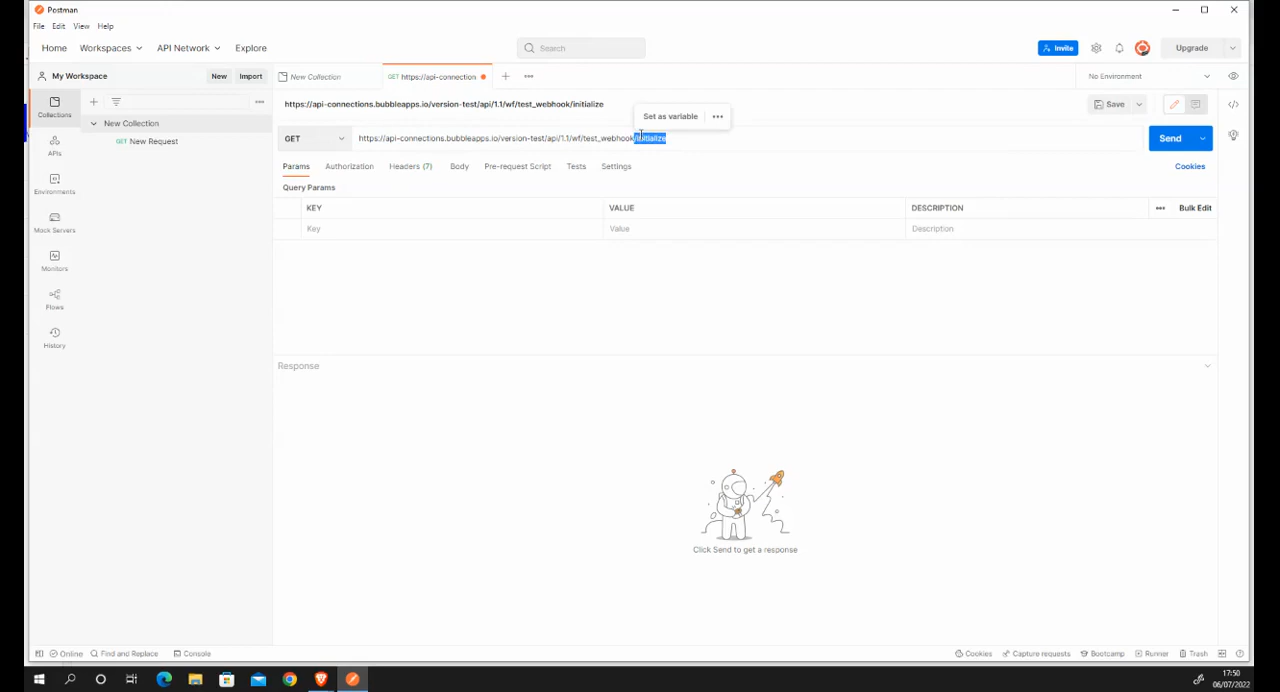 Postman
File Edit View Help
Home Workspaces API Network Explore Search Invite Upgrade
My Workspace New Import New Collection GET https://api-connection No Environment
https://api-connections.bubbleapps.io/version-test/api/1.1/wf/test_webhook/initialize Save
Set as variable
Collections
New Collection
GET New Request
GET https://api-connections.bubbleapps.io/version-test/api/1.1/wf/test_webhook/initialize Send
APIs
Params Authorization Headers (7) Body Pre-request Script Tests Settings Cookies
Query Params
Environments
KEY VALUE DESCRIPTION Bulk Edit
Key Value Description
Mock Servers
Monitors
Flows
History
Response
Click Send to get a response
Online Find and Replace Console Cookies Capture requests Bootcamp Runner Trash
17:50
06/07/2022